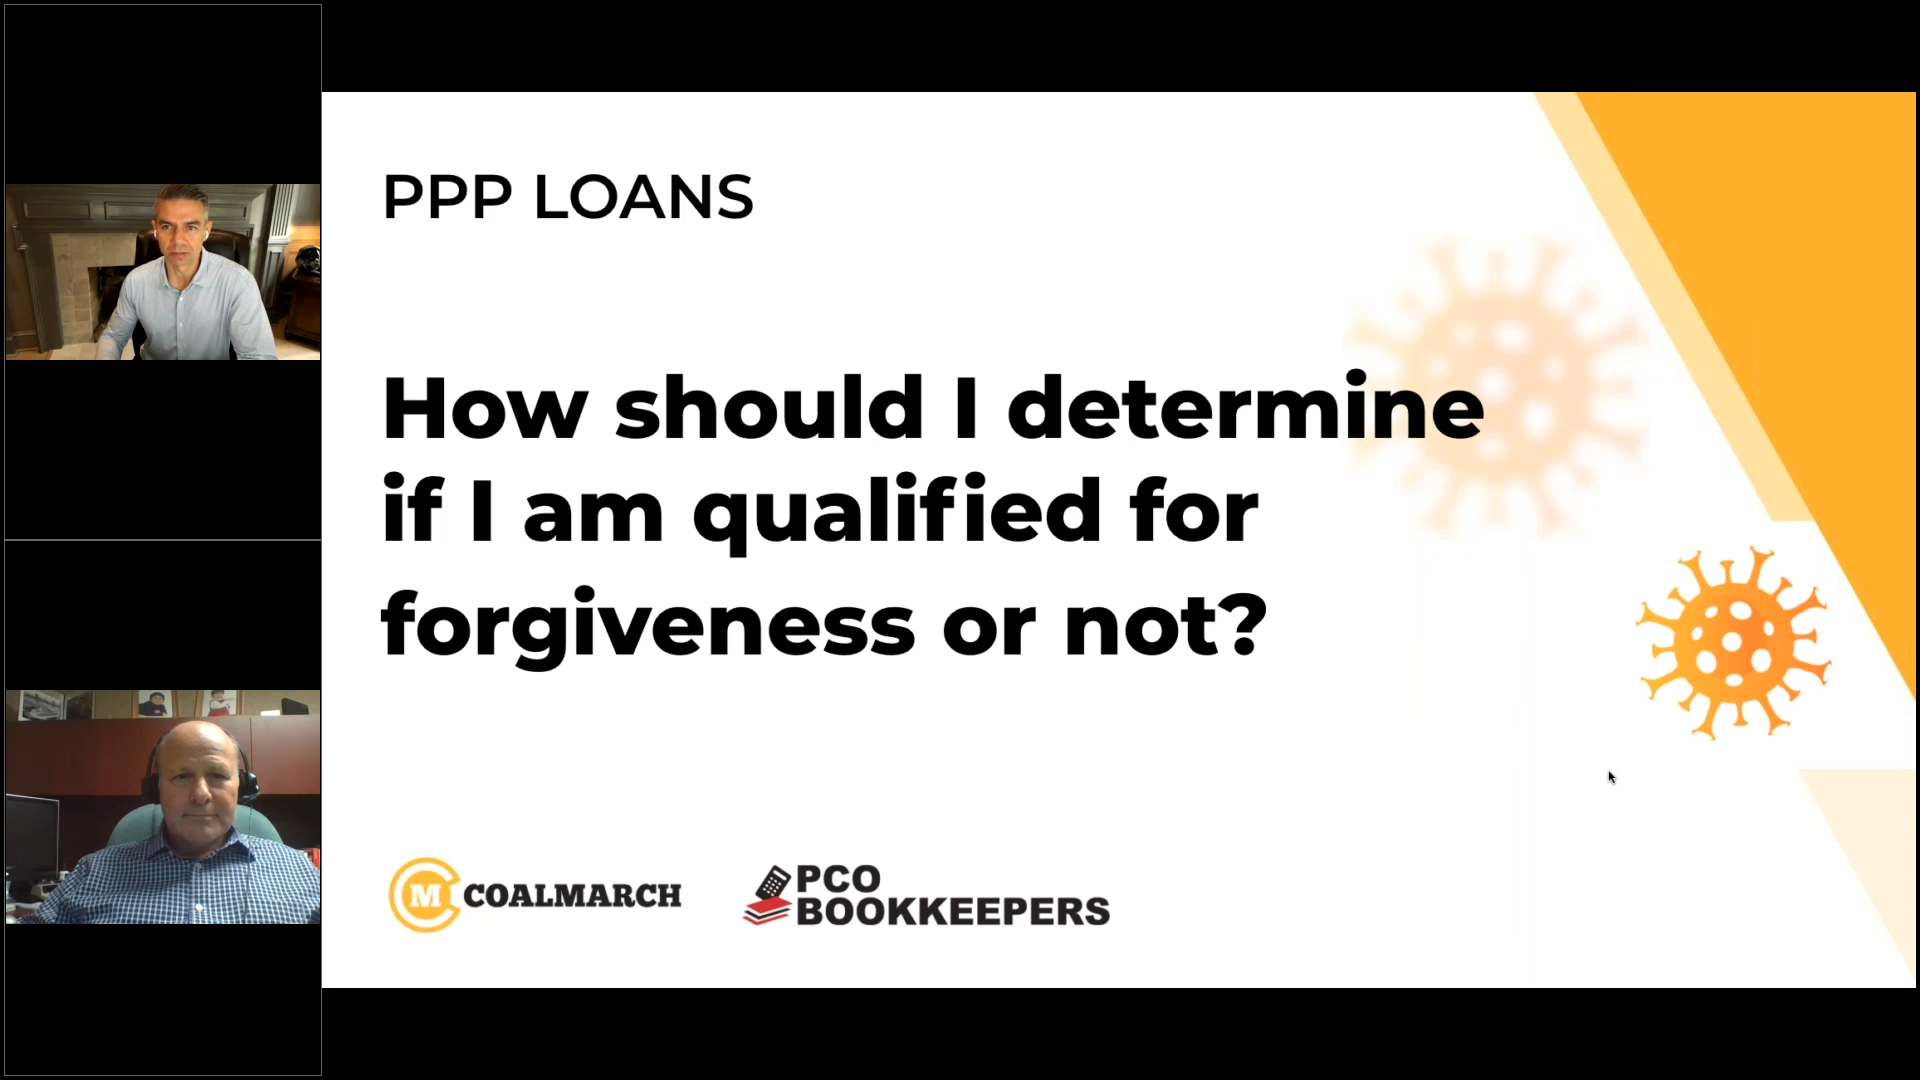 PPP LOANS
How should I determine
if I am qualified for
forgiveness or not?
M COALMARCH
PCO
BOOKKEEPERS